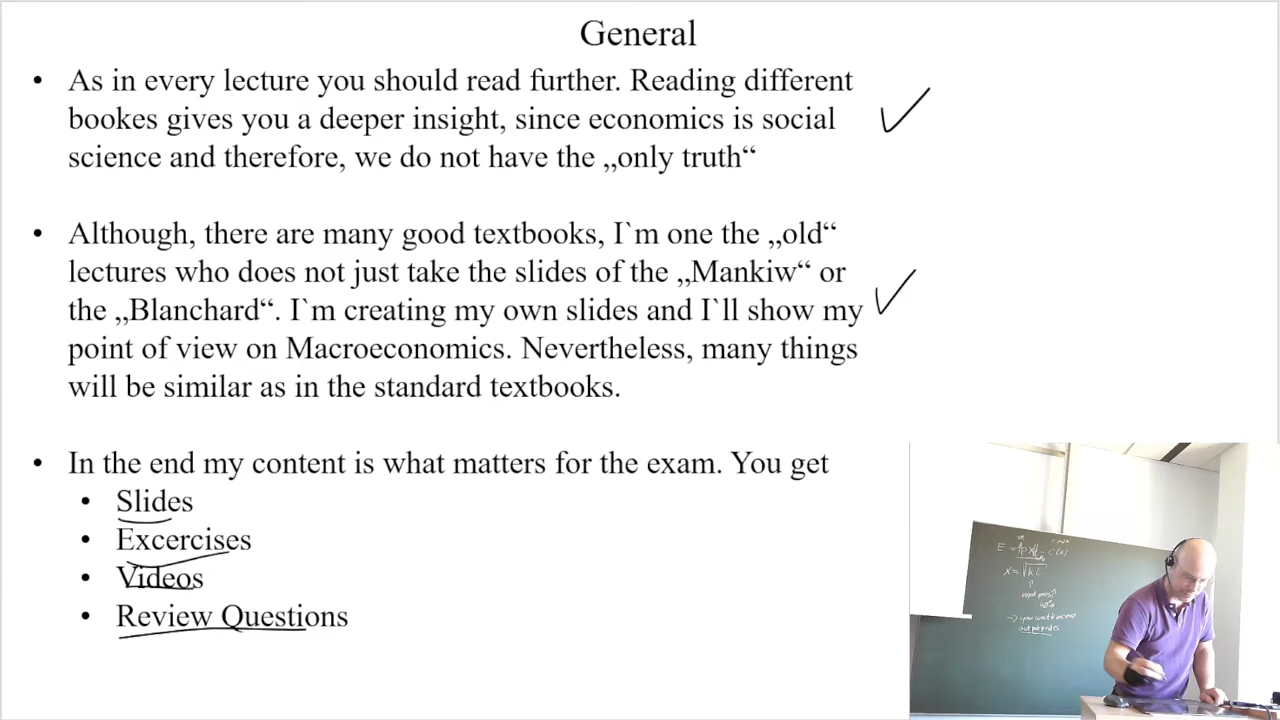 General
• As in every lecture you should read further. Reading different
bookes gives you a deeper insight, since economics is social
science and therefore, we do not have the „only truth“
• Although, there are many good textbooks, I`m one the „old“
lectures who does not just take the slides of the „Mankiw“ or
the „Blanchard“. I`m creating my own slides and I`ll show my
point of view on Macroeconomics. Nevertheless, many things
will be similar as in the standard textbooks.
• In the end my content is what matters for the exam. You get
• Slides
• Excercises
• Videos
• Review Questions